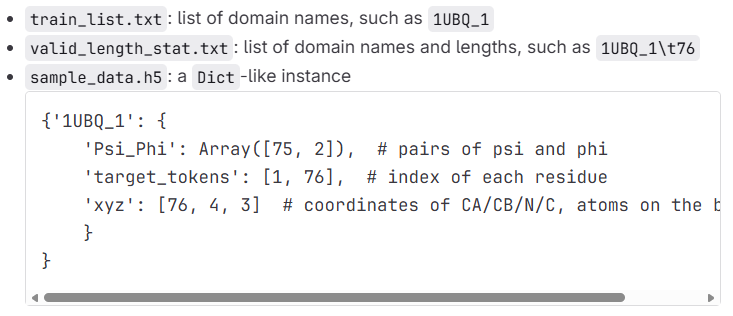 train_list.txt: list of domain names, such as 1UBQ_1
valid_length_stat.txt: list of domain names and lengths, such as 1UBQ_1\t76
sample_data.h5: a Dict-like instance
{'1UBQ_1': {
    'Psi_Phi': Array([75, 2]),  # pairs of psi and phi
    'target_tokens': [1, 76],  # index of each residue
    'xyz': [76, 4, 3]  # coordinates of CA/CB/N/C, atoms on the
    }
}